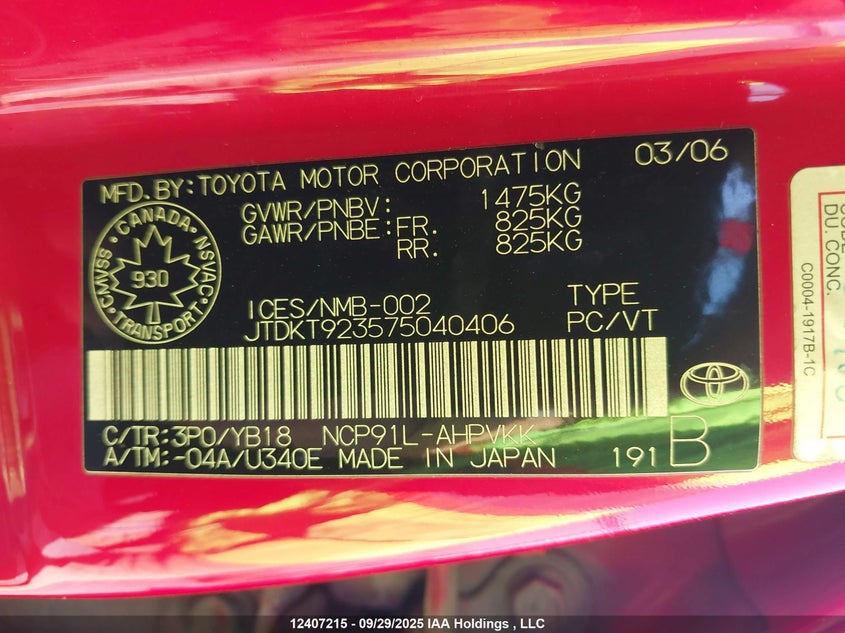 MFD. BY: TOYOTA MOTOR CORPORATION 03/06
GVWR/PNBV: 1475KG
GAWR/PNBE: FR. 825KG
RR. 825KG
CANADA
CMVSS NSVAC
930
TRANSPORT
ICES/NMB-002 TYPE
JTDKT923575040406 PC/VT
C/TR: 3P0/YB18 NCP91L-AHPVKK
A/TM: -04A/U340E MADE IN JAPAN 191 B
DU. CONC.
C0004-1917B-1C
12407215 - 09/29/2025 IAA Holdings , LLC